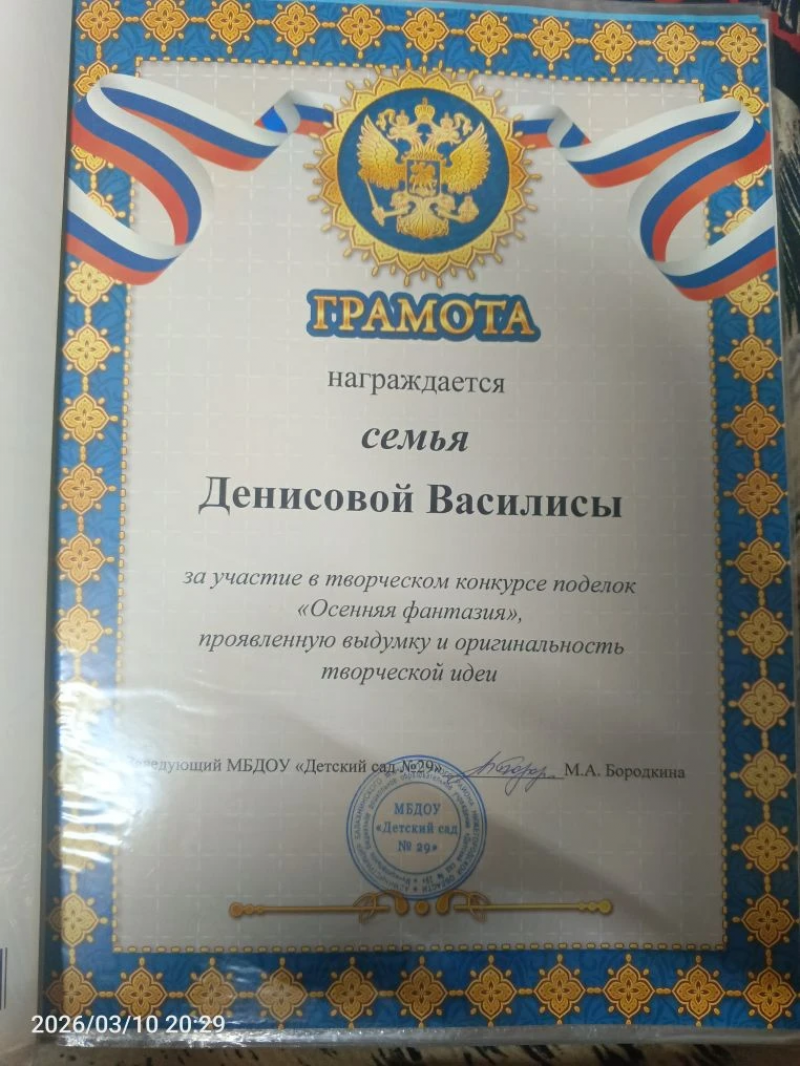 ГРАМОТА
награждается
семья
Денисовой Василисы
за участие в творческом конкурсе поделок
«Осенняя фантазия»,
проявленную выдумку и оригинальность
творческой идеи
Заведующий МБДОУ «Детский сад №29» М.А. Бородкина
МБДОУ
«Детский сад
№ 29»
2026/03/10 20:29